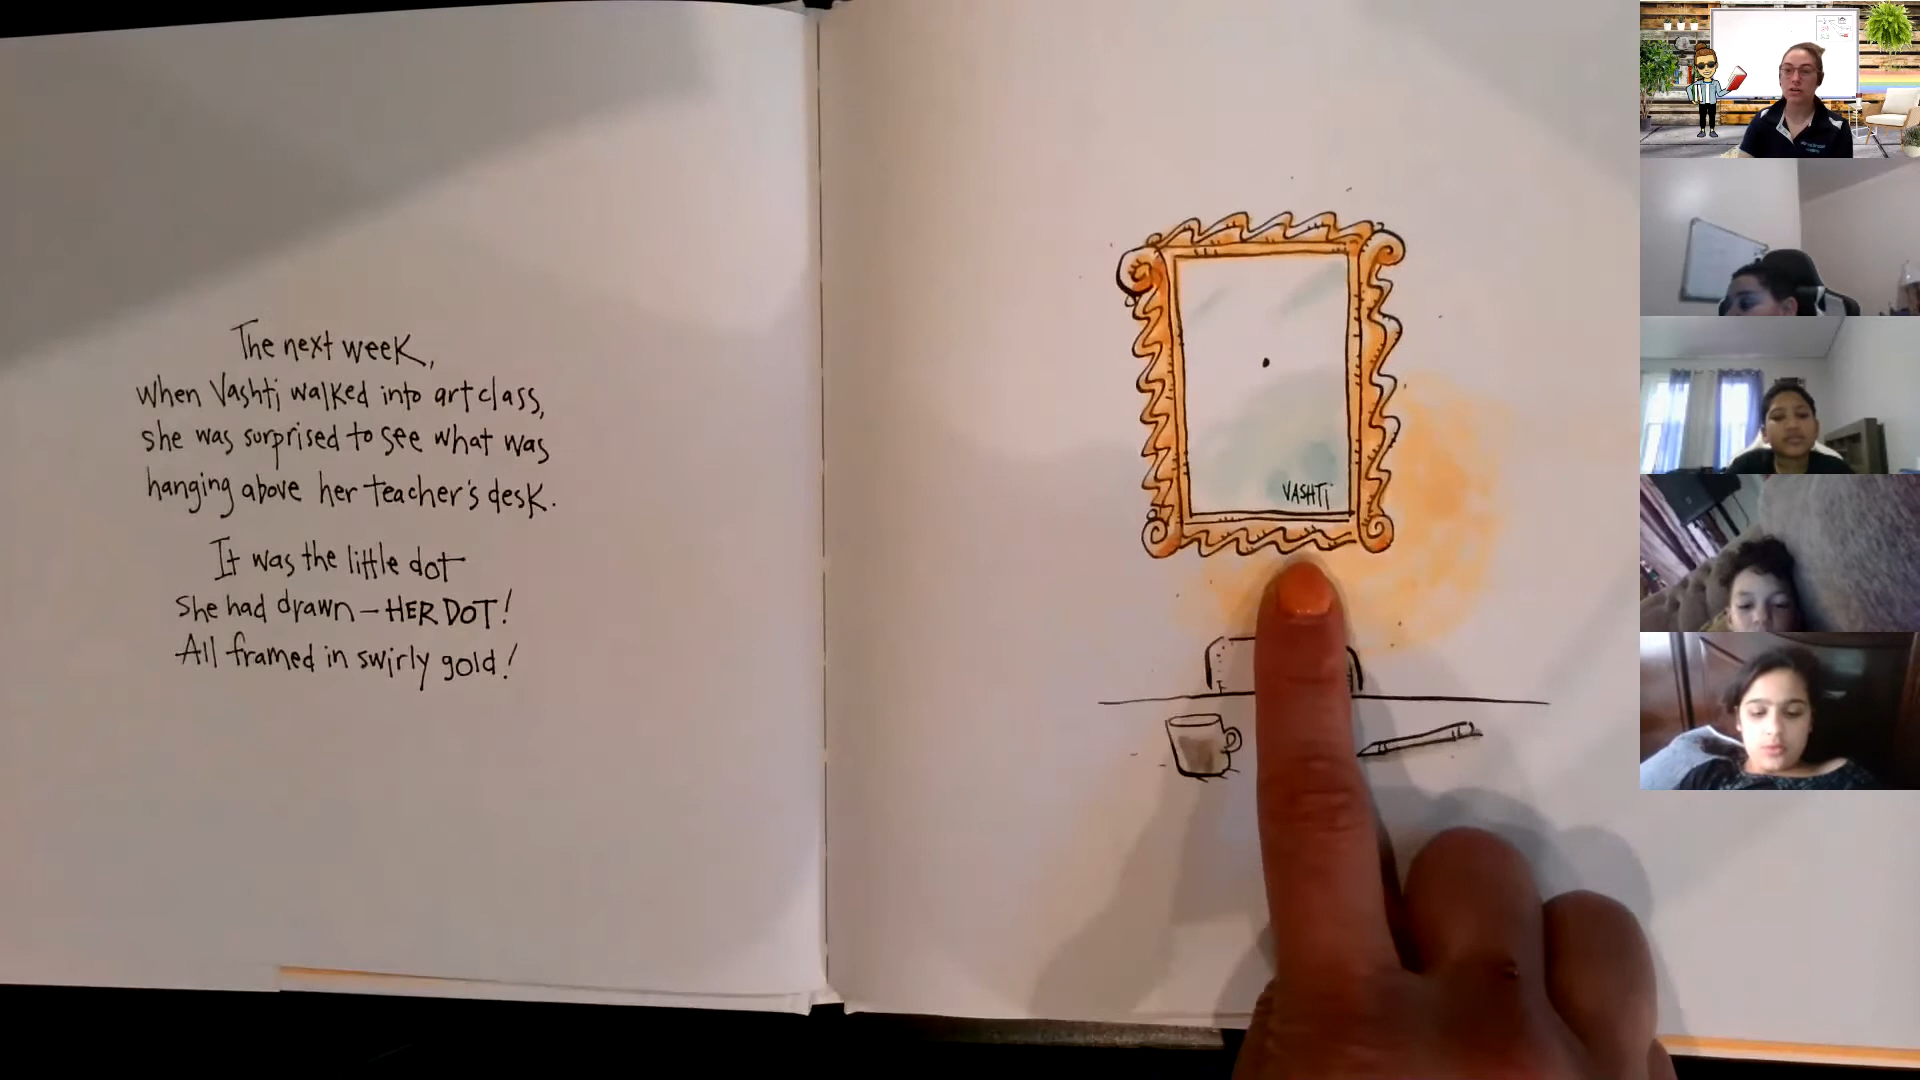 The next week,
when Vashti walked into art class,
she was surprised to see what was
hanging above her teacher's desk.
It was the little dot
she had drawn — HER DOT!
All framed in swirly gold!
VASHTi